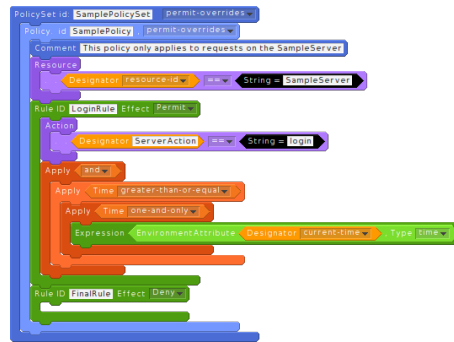 PolicySet id: SamplePolicySet permit-overrides
Policy id SamplePolicy permit-overrides
Comment This policy only applies to requests on the SampleServer
Resource
Designator resource-id == String = SampleServer
Rule ID LoginRule Effect Permit
Action
Designator ServerAction == String = login
Apply and
Apply Time greater-than-or-equal
Apply Time one-and-only
Expression EnvironmentAttribute Designator current-time Type time
Rule ID FinalRule Effect Deny